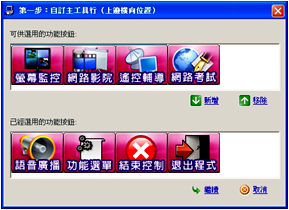 第一步：自訂主工具行（上邊橫向位置）
可供選用的功能按鈕:
螢幕監控 網路影院 遙控輔導 網路考試
新增 移除
已經選用的功能按鈕:
語音廣播 功能選單 結束控制 退出程式
繼續 取消